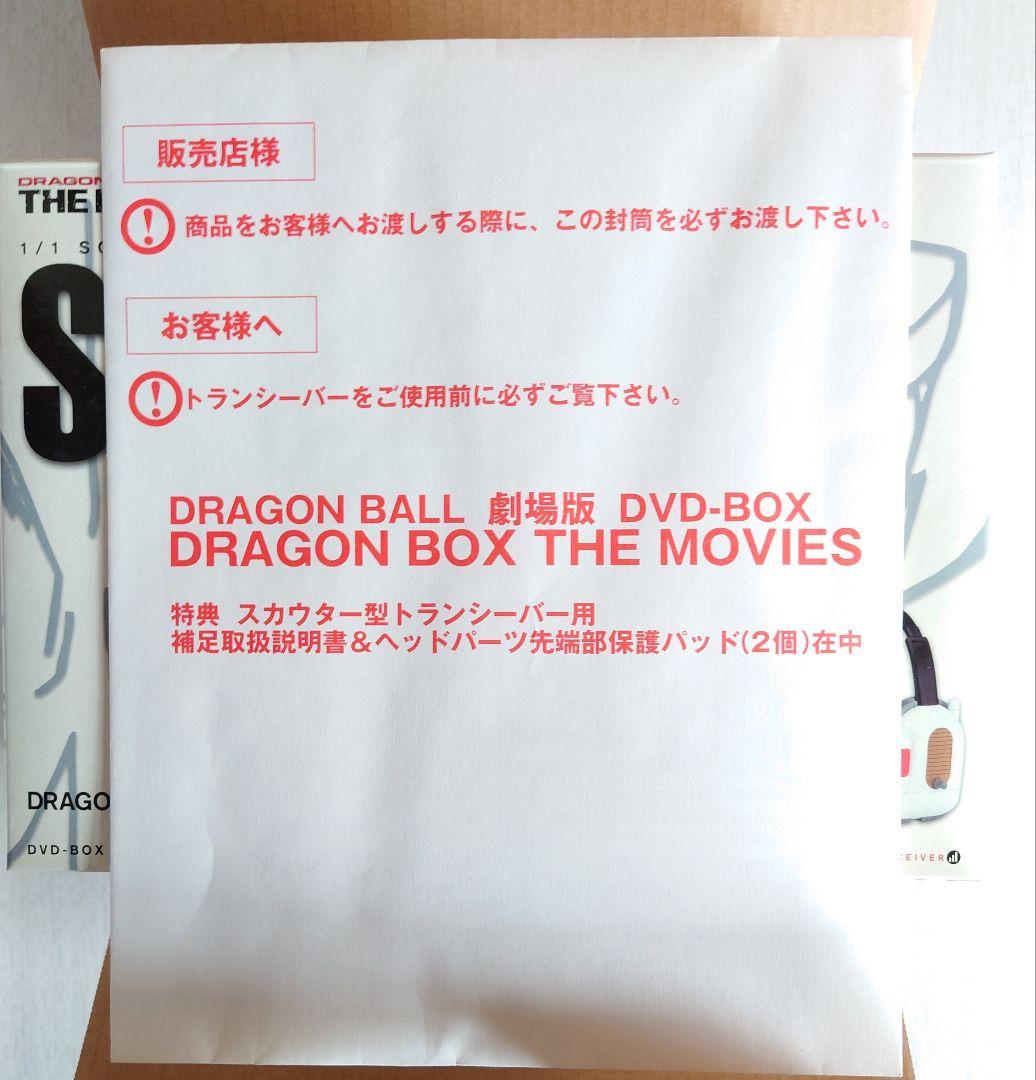 販売店様
商品をお客様へお渡しする際に、この封筒を必ずお渡し下さい。
お客様へ
トランシーバーをご使用前に必ずご覧下さい。
DRAGON BALL 劇場版 DVD-BOX
DRAGON BOX THE MOVIES
特典 スカウター型トランシーバー用
補足取扱説明書&ヘッドパーツ先端部保護パッド(2個)在中
DRAGON
THE
1/1 SC
S
DRAGO
DVD-BOX
CEIVER